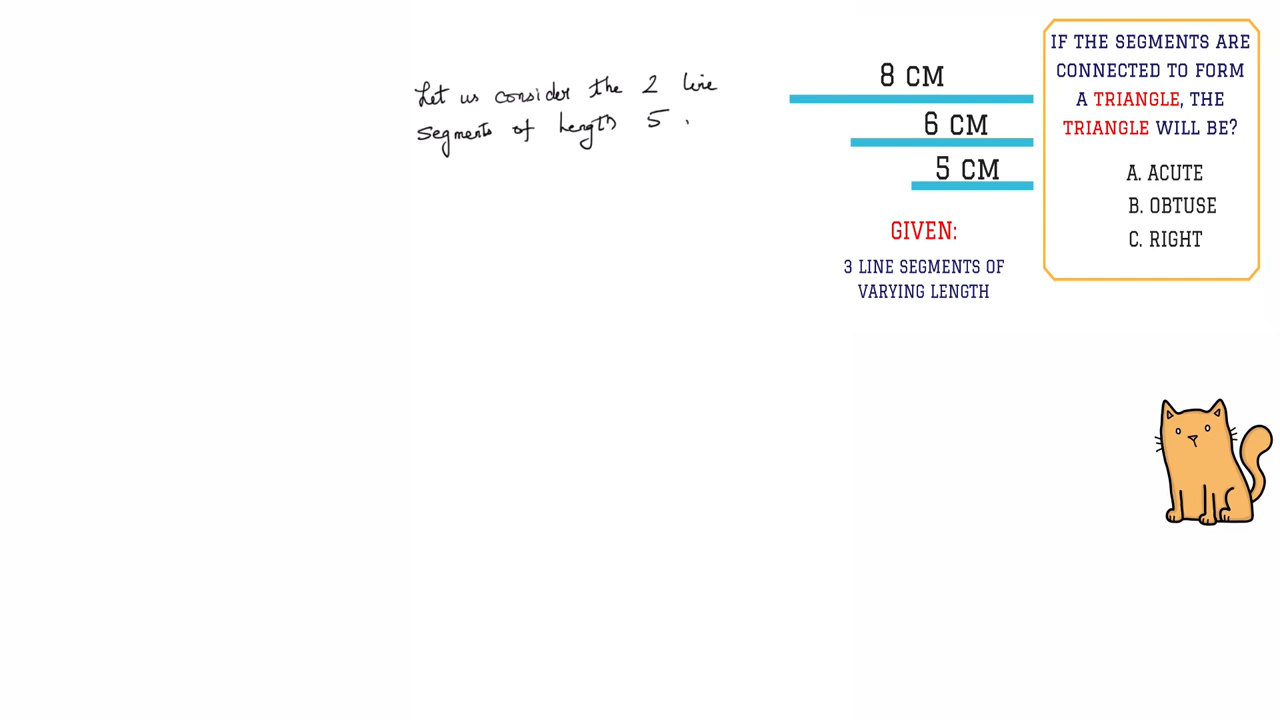 Let us consider the 2 line
segments of length 5
8 CM
6 CM
5 CM
GIVEN:
3 LINE SEGMENTS OF
VARYING LENGTH
IF THE SEGMENTS ARE
CONNECTED TO FORM
A TRIANGLE, THE
TRIANGLE WILL BE?
A. ACUTE
B. OBTUSE
C. RIGHT